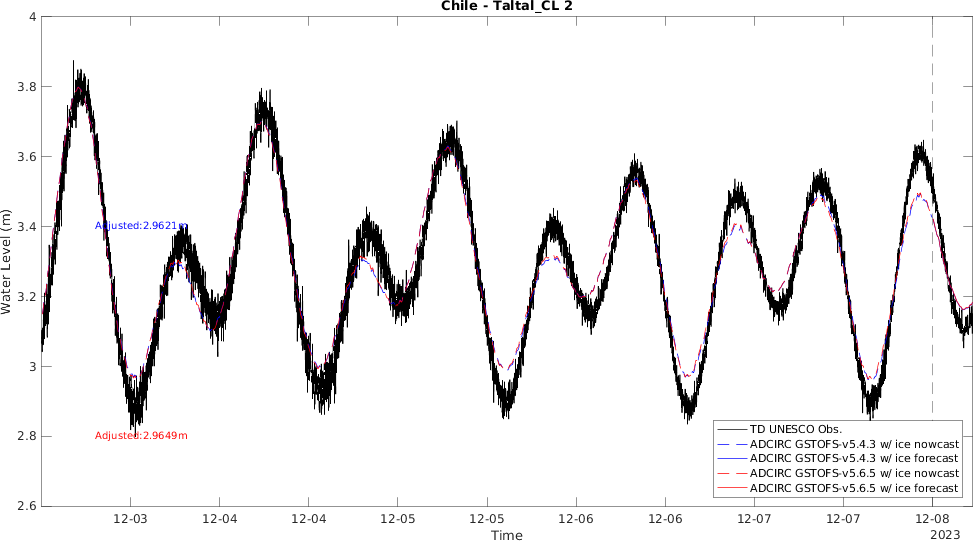 Chile - Taltal_CL 2
Water Level (m)
4
3.8
3.6
3.4
3.2
3
2.8
2.6
Adjusted:2.9621m
Adjusted:2.9649m
TD UNESCO Obs.
ADCIRC GSTOFS-v5.4.3 w/ ice nowcast
ADCIRC GSTOFS-v5.4.3 w/ ice forecast
ADCIRC GSTOFS-v5.6.5 w/ ice nowcast
ADCIRC GSTOFS-v5.6.5 w/ ice forecast
12-03 12-04 12-04 12-05 12-05 12-06 12-06 12-07 12-07 12-08
2023
Time